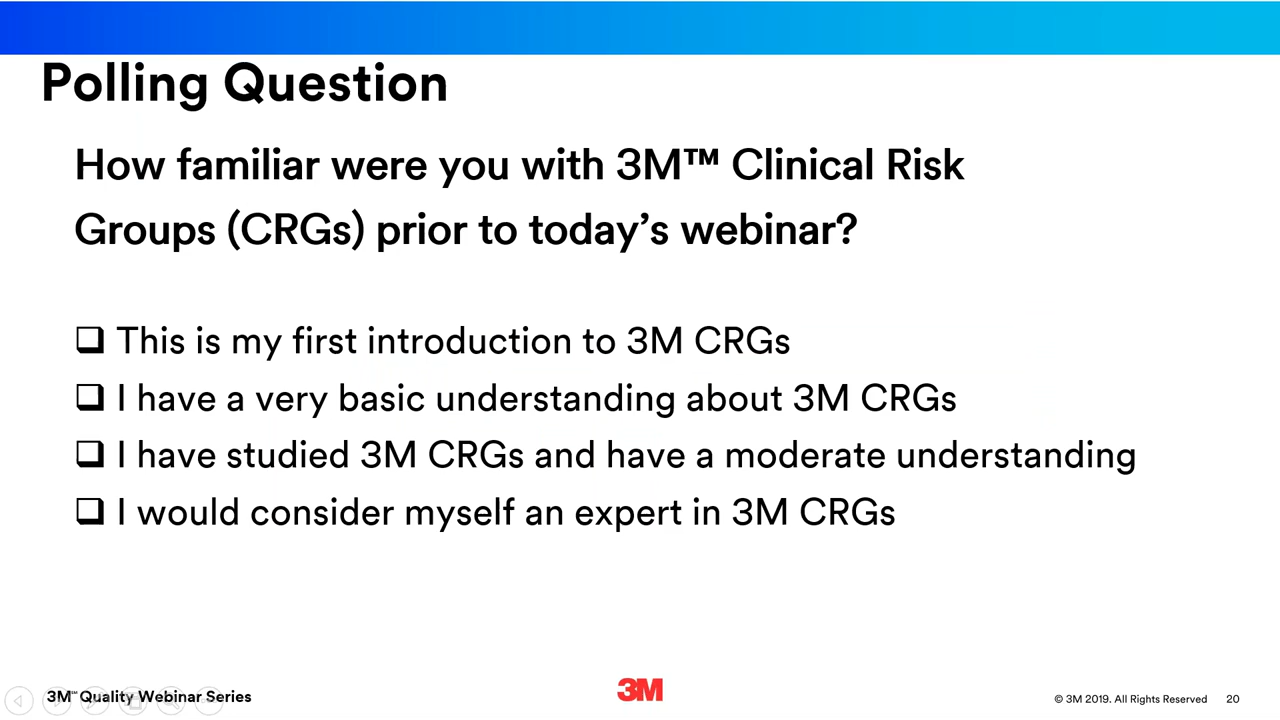 Polling Question
How familiar were you with 3M™ Clinical Risk
Groups (CRGs) prior to today’s webinar?
❑ This is my first introduction to 3M CRGs
❑ I have a very basic understanding about 3M CRGs
❑ I have studied 3M CRGs and have a moderate understanding
❑ I would consider myself an expert in 3M CRGs
3M℠ Quality Webinar Series
3M
© 3M 2019. All Rights Reserved
20